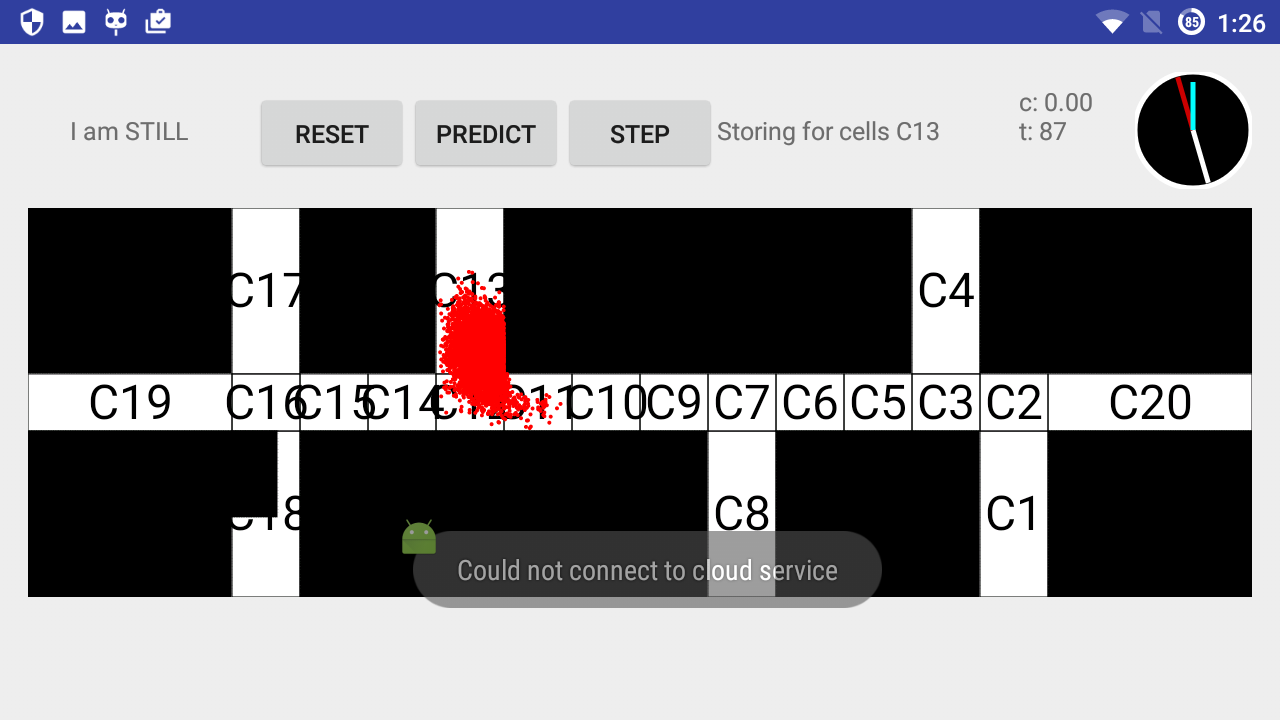 85 1:26
I am STILL RESET PREDICT STEP Storing for cells C13 c: 0.00
t: 87
C17 C13 C4
C19 C16 C15 C14 C12 C11 C10 C9 C7 C6 C5 C3 C2 C20
C18 C8 C1
Could not connect to cloud service